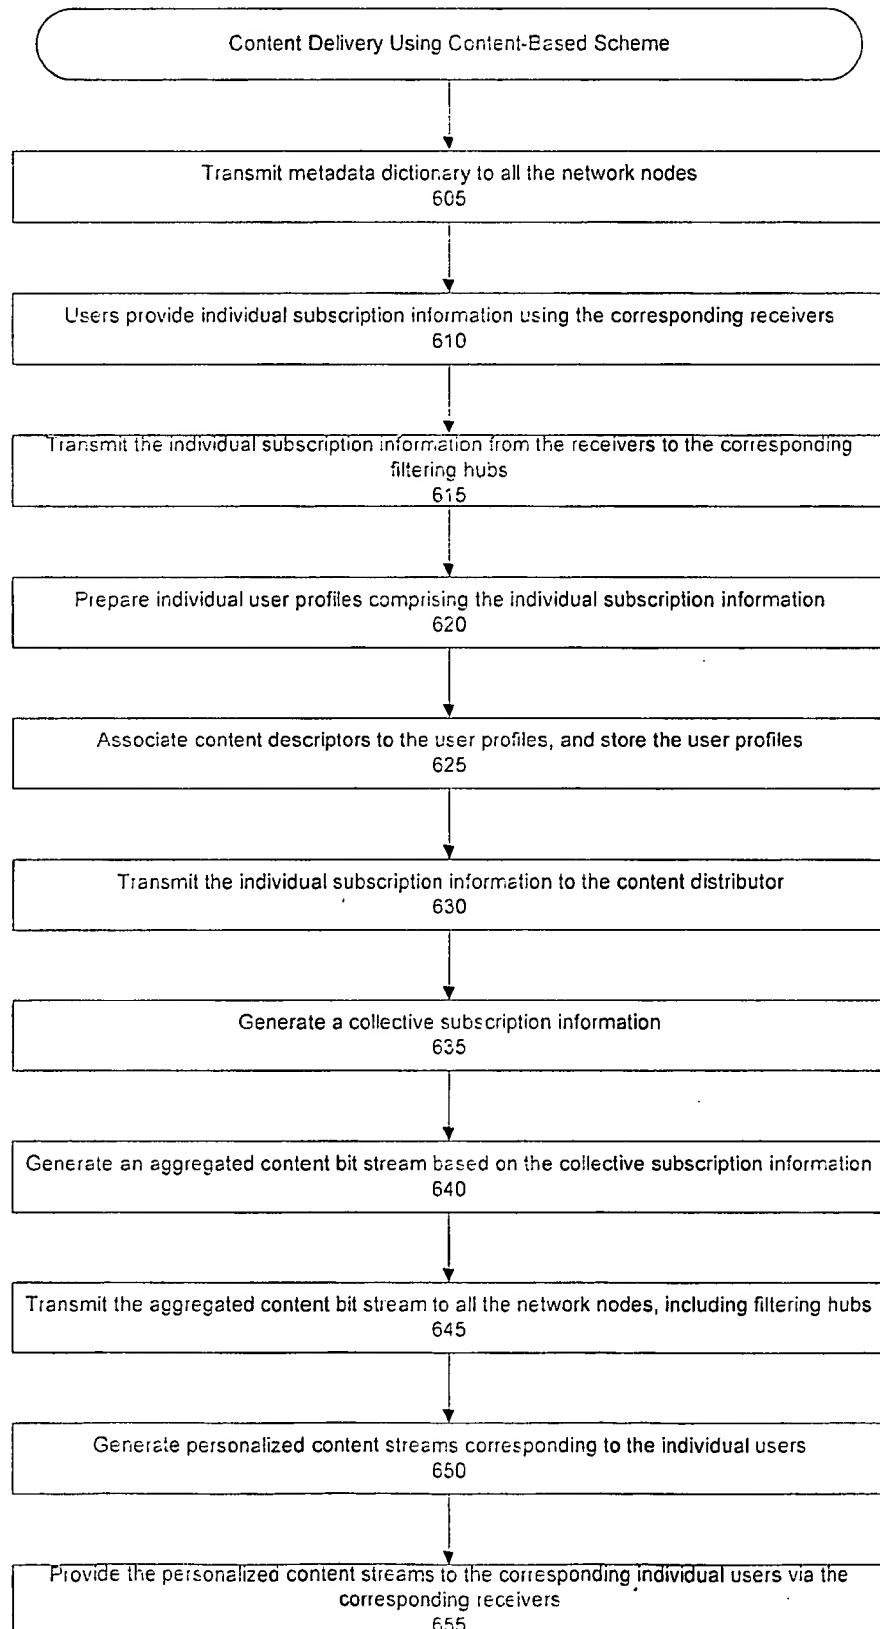 Content Delivery Using Content-Based Scheme
Transmit metadata dictionary to all the network nodes
605
Users provide individual subscription information using the corresponding receivers
610
Transmit the individual subscription information from the receivers to the corresponding
filtering hubs
615
Prepare individual user profiles comprising the individual subscription information
620
Associate content descriptors to the user profiles, and store the user profiles
625
Transmit the individual subscription information to the content distributor
630
Generate a collective subscription information
635
Generate an aggregated content bit stream based on the collective subscription information
640
Transmit the aggregated content bit stream to all the network nodes, including filtering hubs
645
Generate personalized content streams corresponding to the individual users
650
Provide the personalized content streams to the corresponding individual users via the
corresponding receivers
655